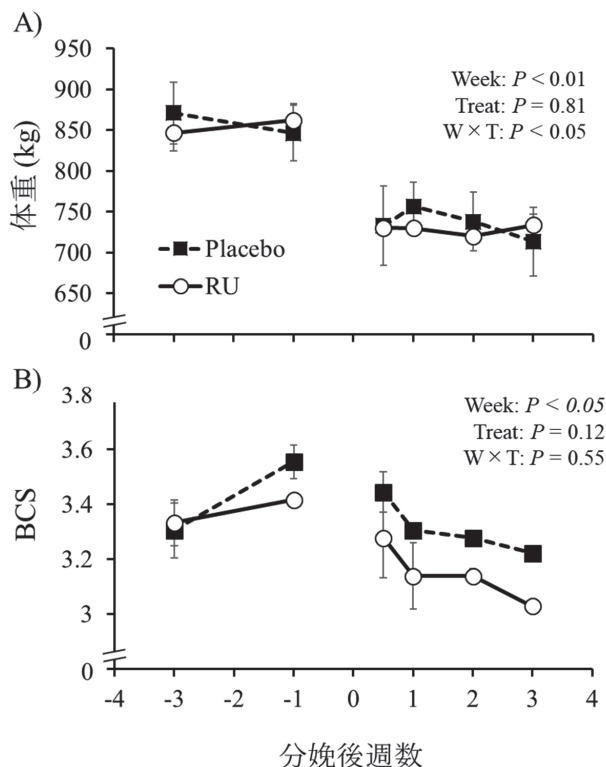 A)
950
900
850
800
750
700
650
0
体重 (kg)
Week: P < 0.01
Treat: P = 0.81
W × T: P < 0.05
Placebo
RU
B)
3.8
3.6
3.4
3.2
3
0
BCS
Week: P < 0.05
Treat: P = 0.12
W × T: P = 0.55
-4 -3 -2 -1 0 1 2 3 4
分娩後週数